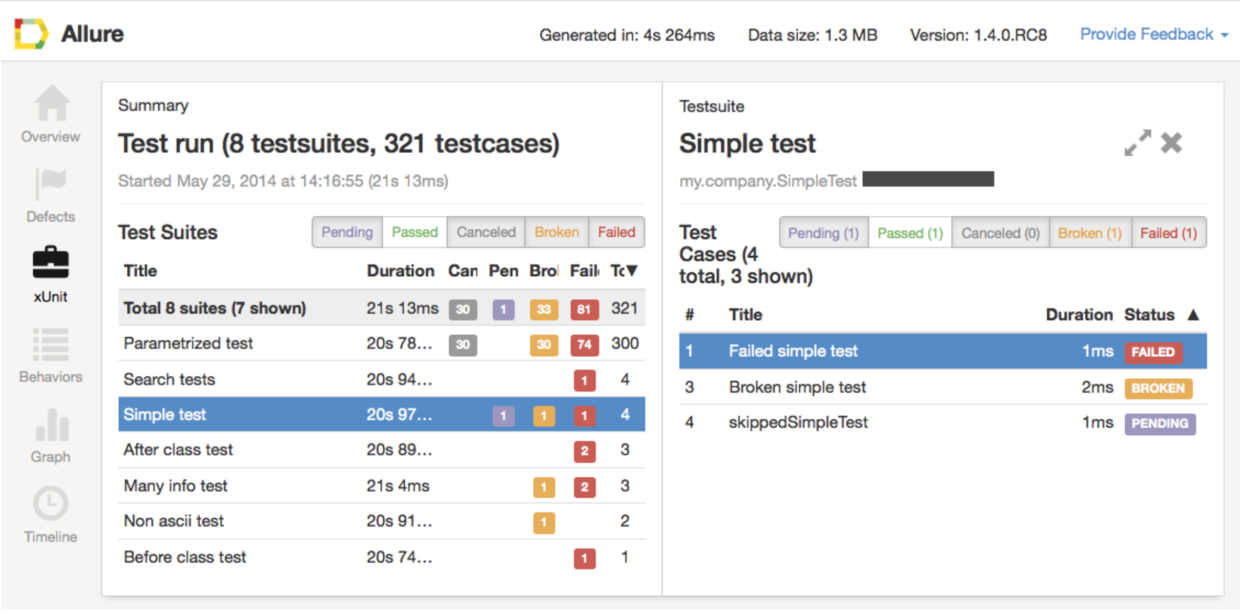 Allure
Generated in: 4s 264ms Data size: 1.3 MB Version: 1.4.0.RC8 Provide Feedback
Overview
Defects
xUnit
Behaviors
Graph
Timeline
Summary
Test run (8 testsuites, 321 testcases)
Started May 29, 2014 at 14:16:55 (21s 13ms)
Test Suites Pending Passed Canceled Broken Failed
Title Duration Can Pen Bro Fail To▼
Total 8 suites (7 shown) 21s 13ms 30 1 33 81 321
Parametrized test 20s 78... 30 30 74 300
Search tests 20s 94... 1 4
Simple test 20s 97... 1 1 1 4
After class test 20s 89... 2 3
Many info test 21s 4ms 1 2 3
Non ascii test 20s 91... 1 2
Before class test 20s 74... 1 1
Testsuite
Simple test
my.company.SimpleTest
Test
Cases (4
total, 3 shown)
Pending (1) Passed (1) Canceled (0) Broken (1) Failed (1)
# Title Duration Status ▲
1 Failed simple test 1ms FAILED
3 Broken simple test 2ms BROKEN
4 skippedSimpleTest 1ms PENDING